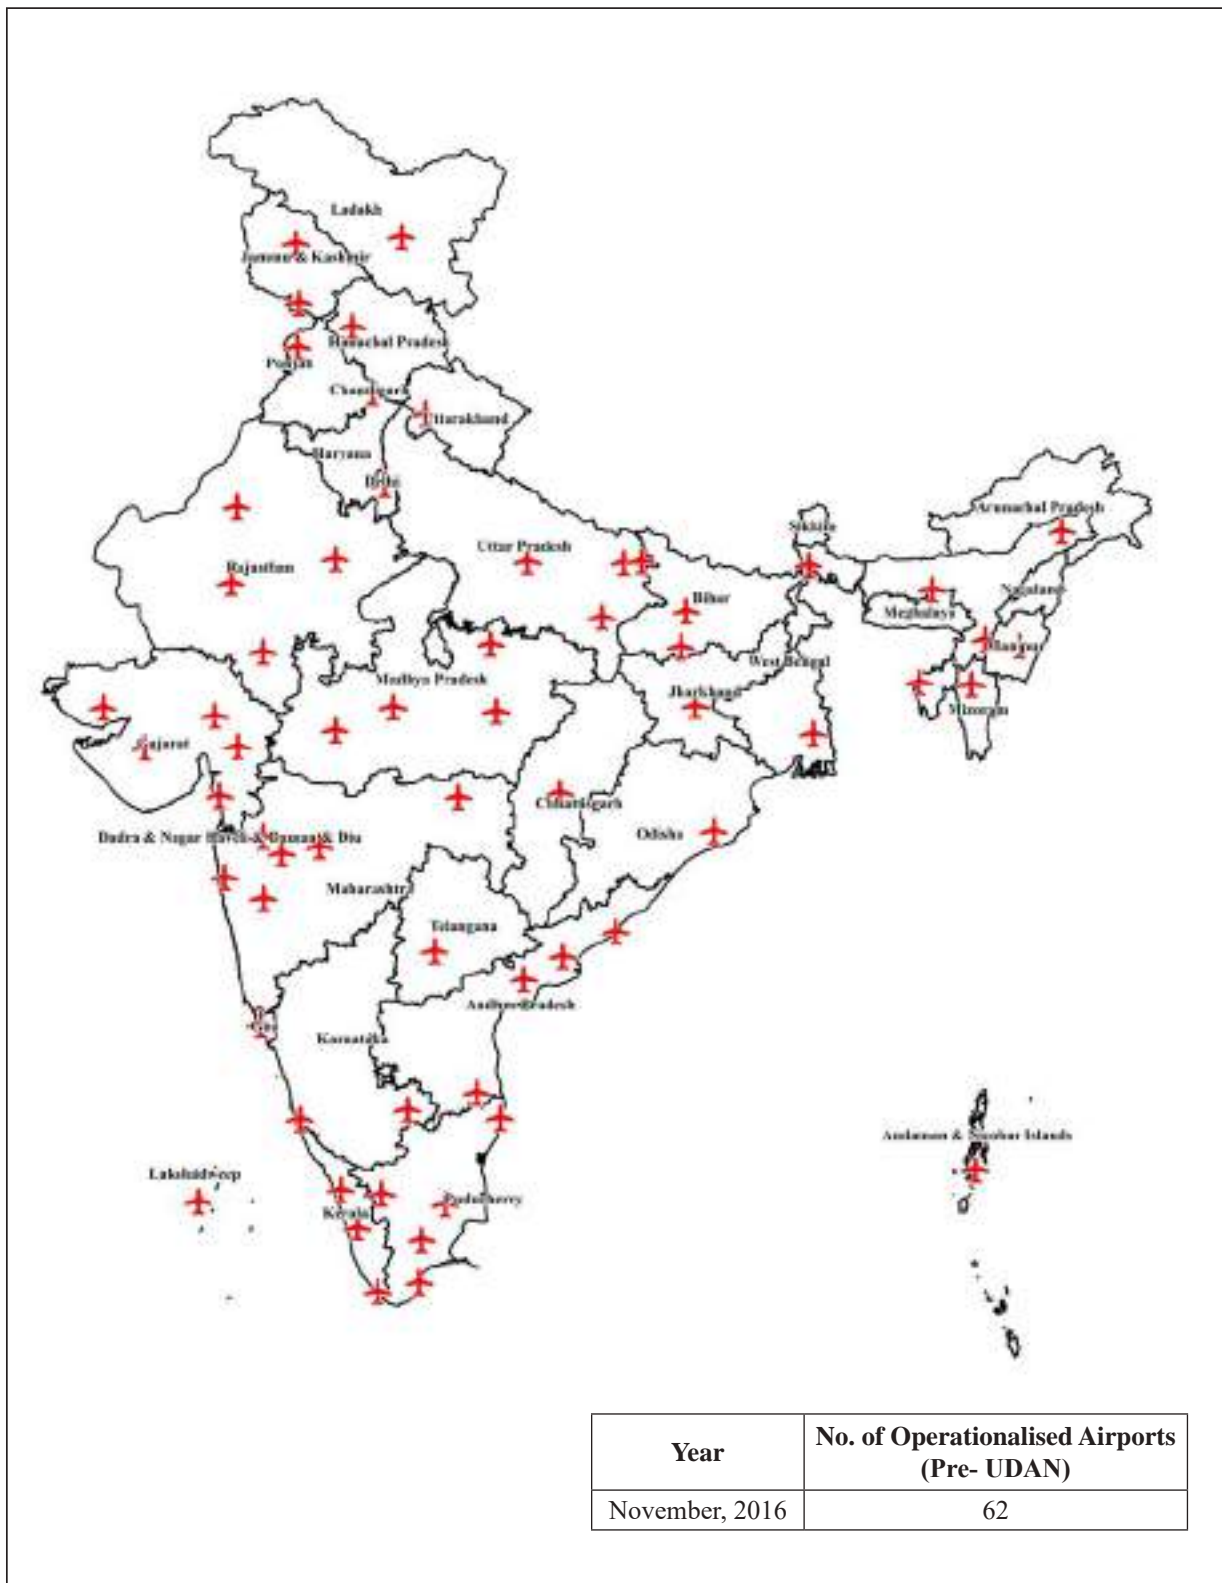 Ladakh
Jammu & Kashmir
Himachal Pradesh
Punjab
Chandigarh
Uttarakhand
Haryana
Delhi
Arunachal Pradesh
Sikkim
Uttar Pradesh
Rajasthan
Nagaland
Bihar
Meghalaya
Manipur
West Bengal
Madhya Pradesh
Jharkhand
Mizoram
Gujarat
Chhattisgarh
Odisha
Dadra & Nagar Haveli & Daman & Diu
Maharashtr
Telangana
Andhra Pradesh
Goa
Karnataka
Andaman & Nicobar Islands
Lakshadweep
Puducherry
Kerala
Year
No. of Operationalised Airports
(Pre- UDAN)
November, 2016
62